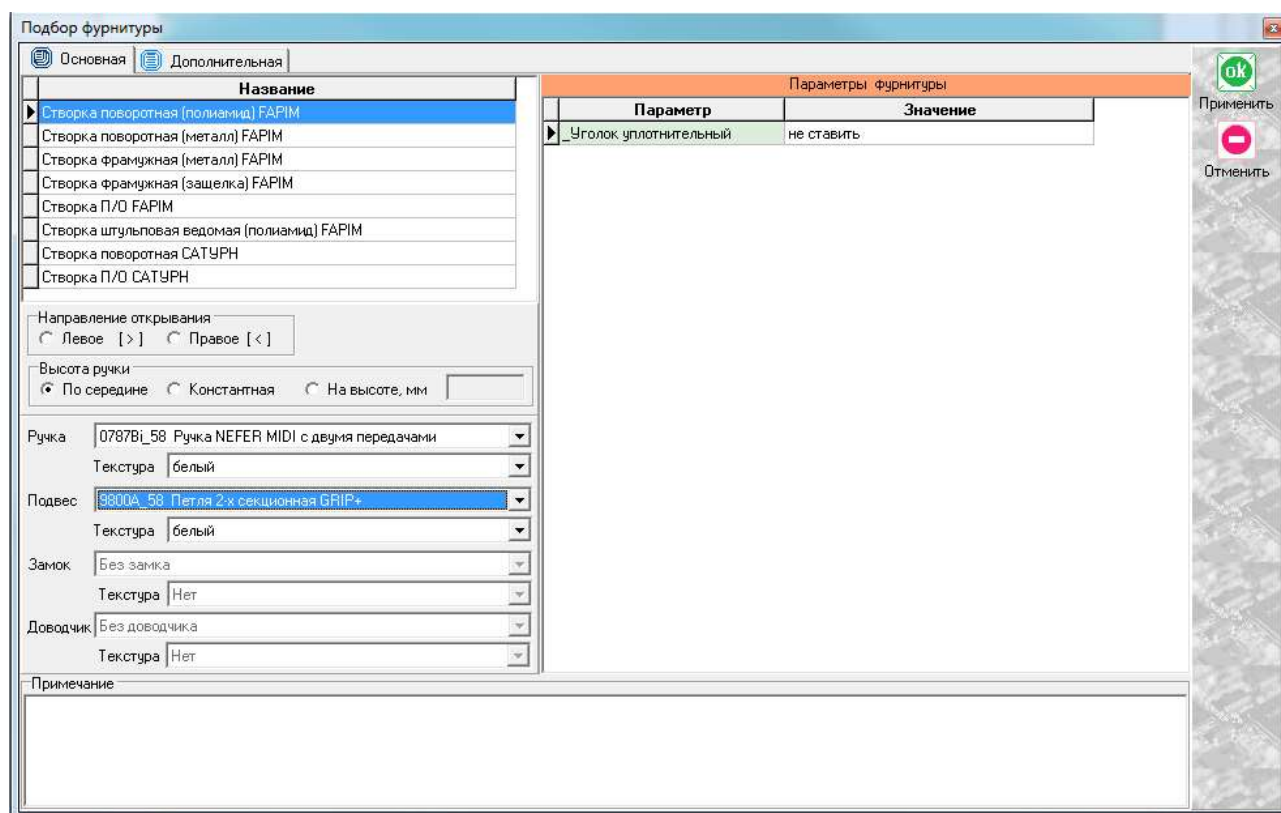 Подбор фурнитуры
Основная
Дополнительная
Название
Створка поворотная (полиамид) FAPIM
Створка поворотная (металл) FAPIM
Створка фрамужная (металл) FAPIM
Створка фрамужная (защелка) FAPIM
Створка П/О FAPIM
Створка штульповая ведомая (полиамид) FAPIM
Створка поворотная САТУРН
Створка П/О САТУРН
Направление открывания
Левое [>] Правое [<]
Высота ручки
По середине Константная На высоте, мм
Ручка 0787Bi_58 Ручка NEFER MIDI с двумя передачами
Текстура белый
Подвес 9800A_58 Петля 2-х секционная GRIP+
Текстура белый
Замок Без замка
Текстура Нет
Доводчик Без доводчика
Текстура Нет
Параметры фурнитуры
Параметр Значение
_Уголок уплотнительный не ставить
ok
Применить
Отменить
Примечание